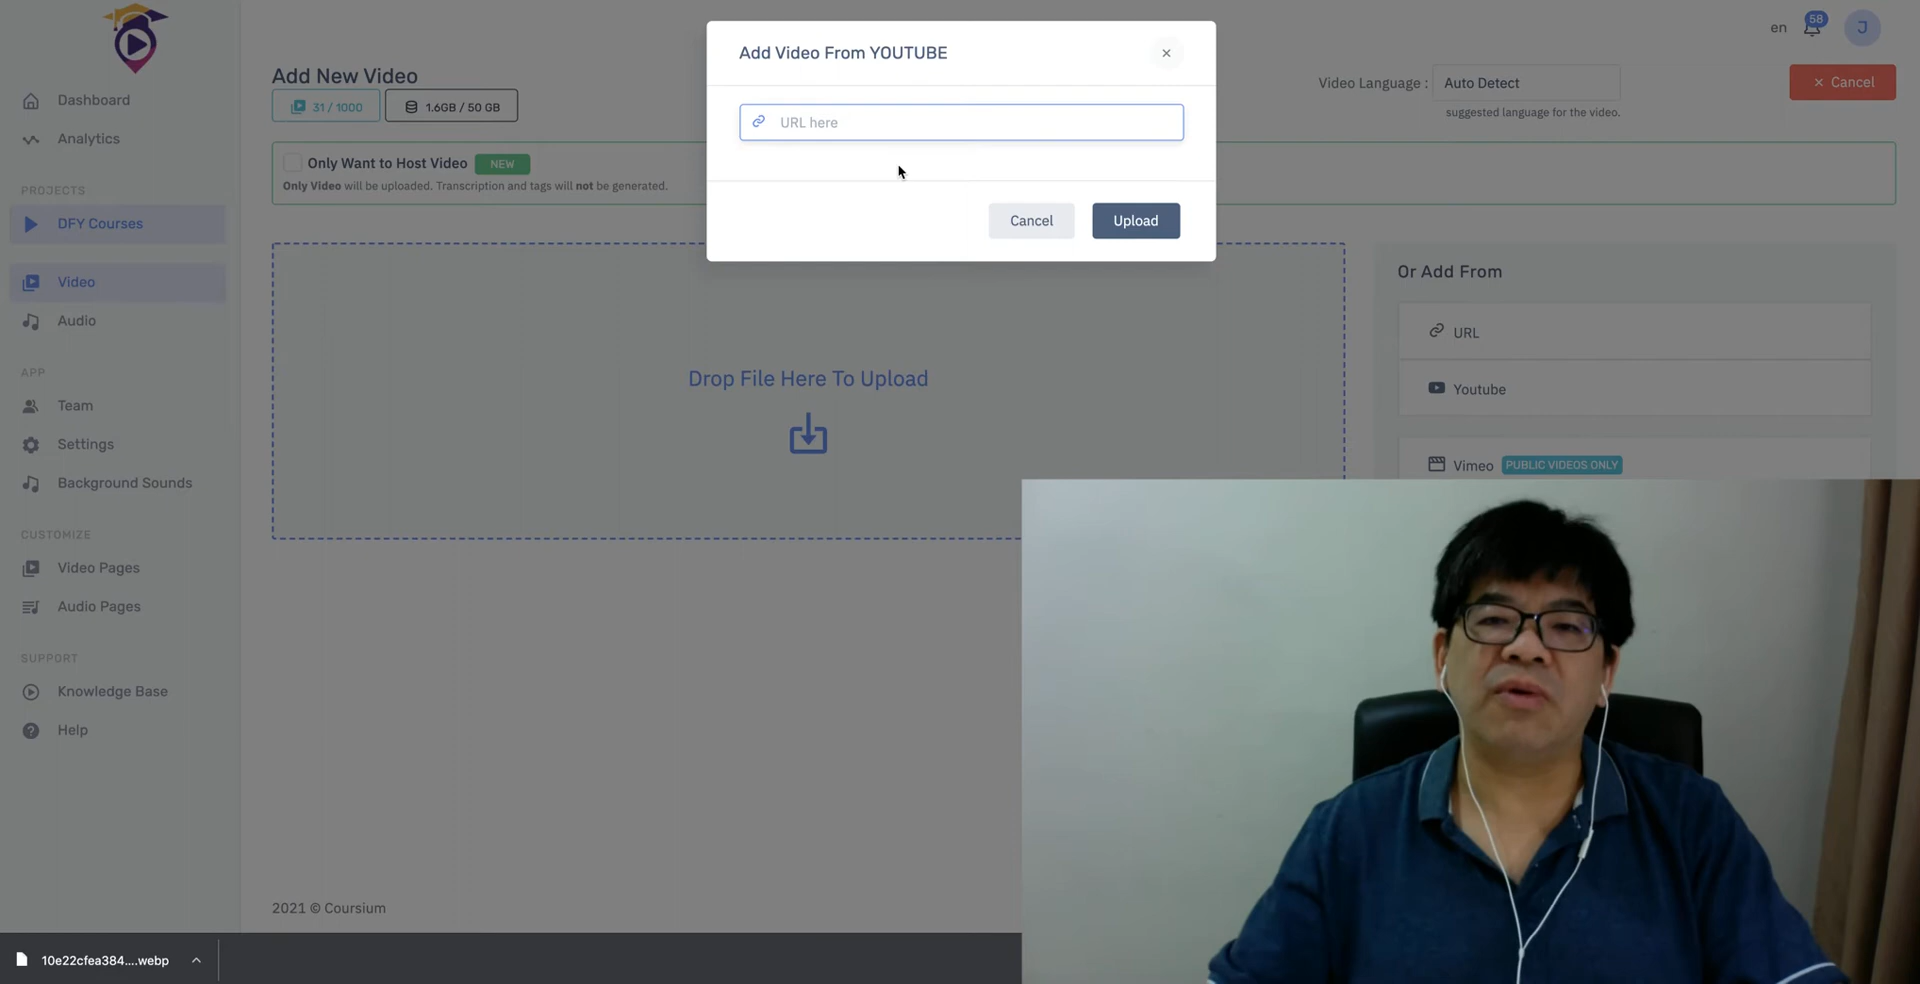 Add Video From YOUTUBE
×
URL here
Cancel
Upload
en
58
J
Add New Video
31 / 1000
1.6GB / 50 GB
Video Language :
Auto Detect
suggested language for the video.
× Cancel
Only Want to Host Video NEW
Only Video will be uploaded. Transcription and tags will not be generated.
Drop File Here To Upload
Or Add From
URL
Youtube
Vimeo PUBLIC VIDEOS ONLY
Dashboard
Analytics
PROJECTS
DFY Courses
Video
Audio
APP
Team
Settings
Background Sounds
CUSTOMIZE
Video Pages
Audio Pages
SUPPORT
Knowledge Base
Help
2021 © Coursium
10e22cfea384....webp